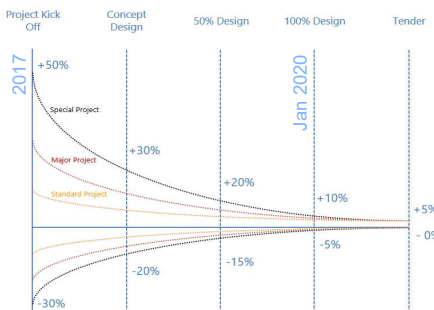 Project Kick
Off
Concept
Design
50% Design
100% Design
Tender
2017
Jan 2020
+50%
Special Project
+30%
Major Project
+20%
Standard Project
+10%
+5%
- 0%
-5%
-15%
-20%
-30%